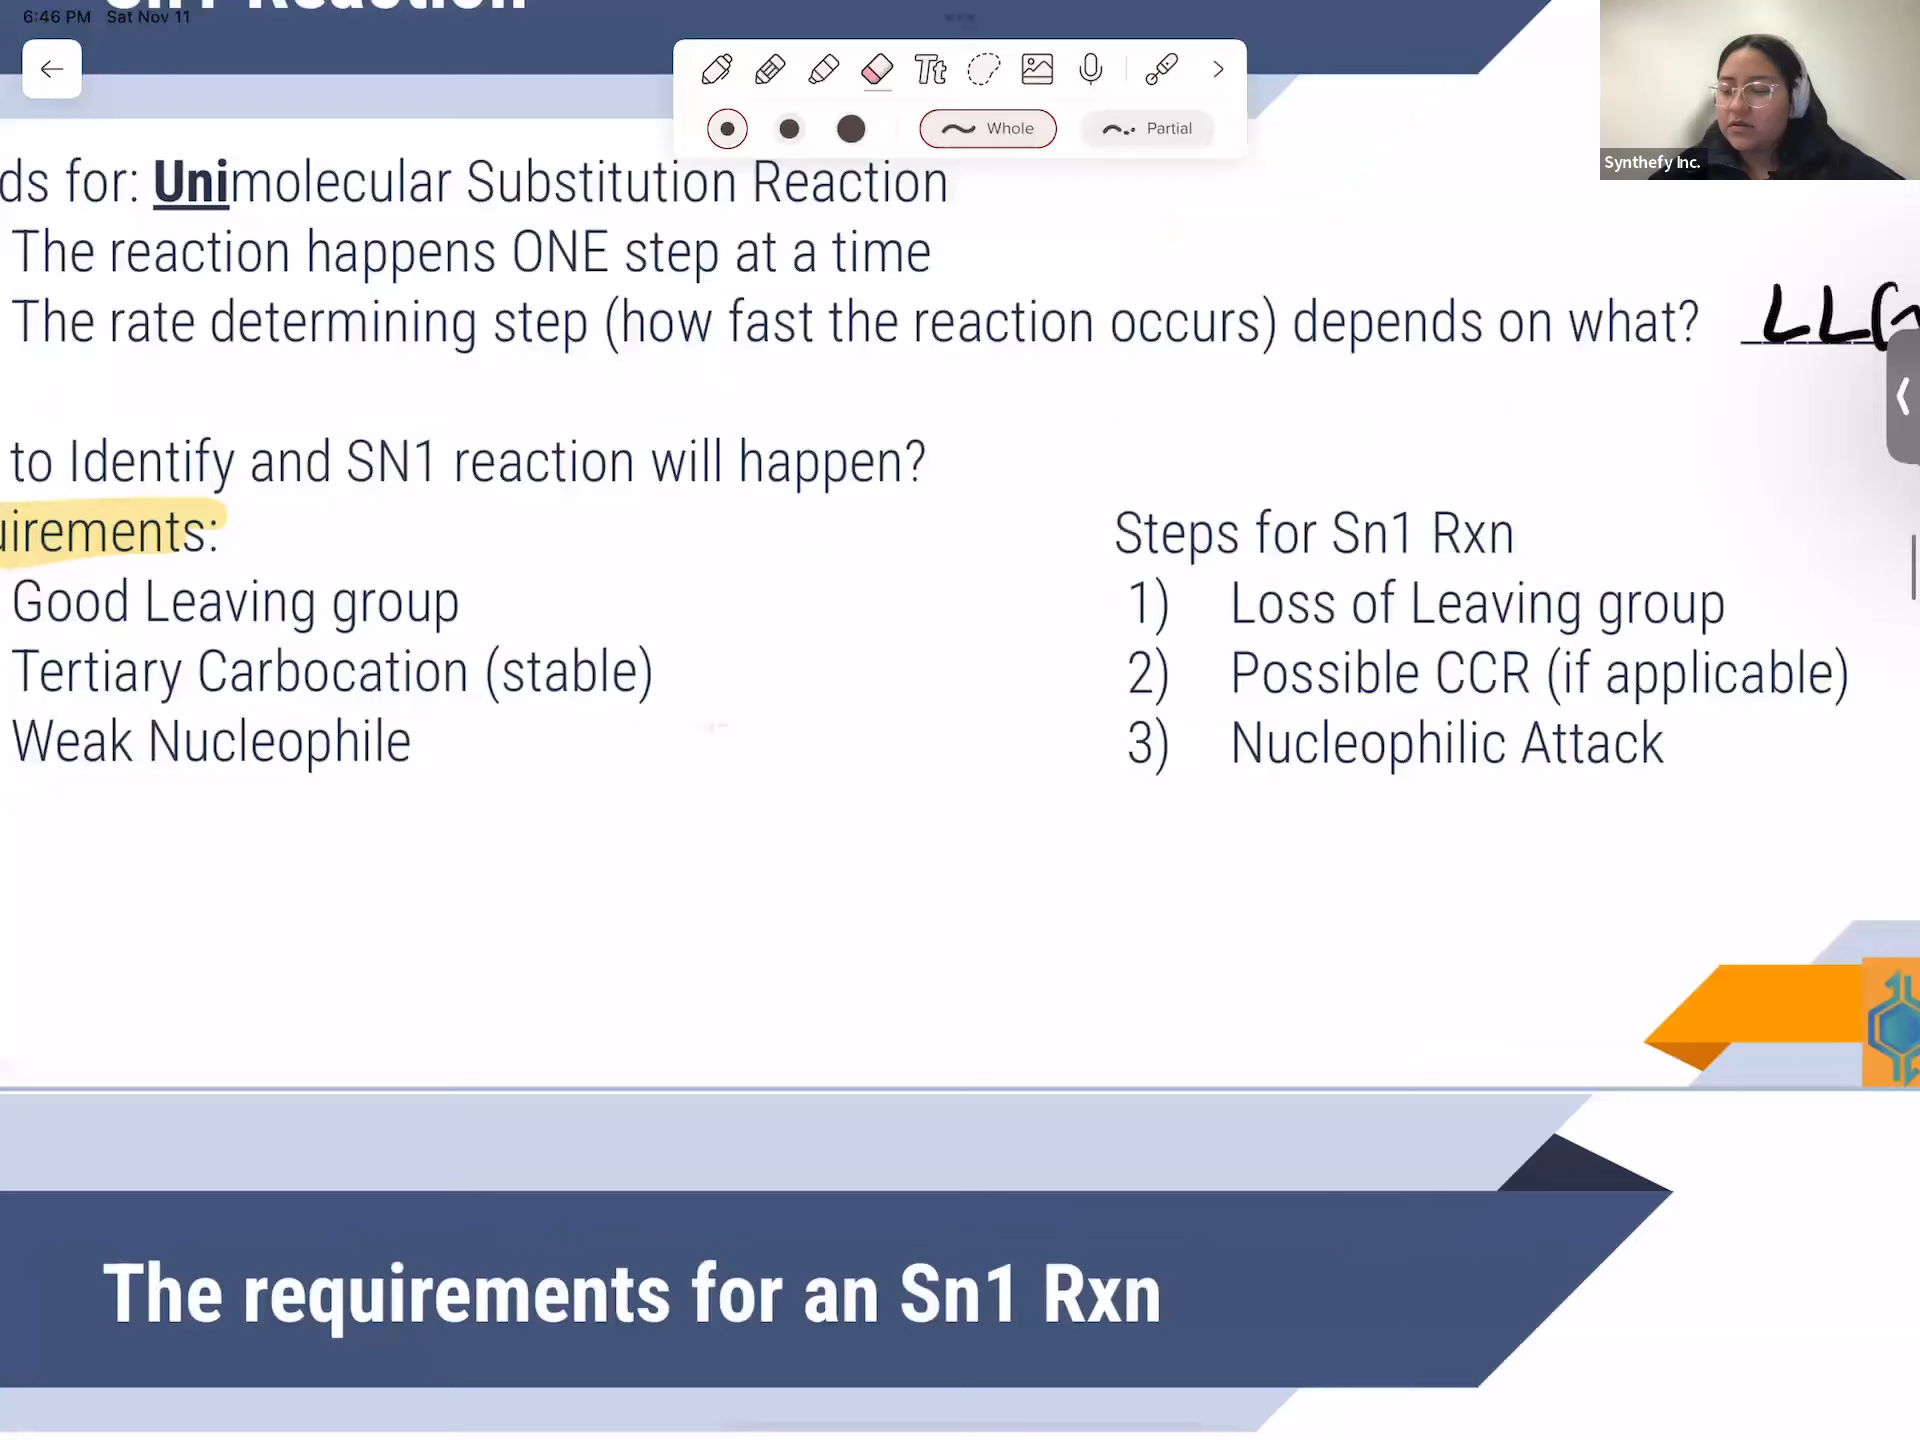 6:46 PM Sat Nov 11
Reaction
Tt
Whole
Partial
Synthefy Inc.
ds for: Unimolecular Substitution Reaction
The reaction happens ONE step at a time
The rate determining step (how fast the reaction occurs) depends on what? LLG
to Identify and SN1 reaction will happen?
uirements:
Good Leaving group
Tertiary Carbocation (stable)
Weak Nucleophile
Steps for Sn1 Rxn
1) Loss of Leaving group
2) Possible CCR (if applicable)
3) Nucleophilic Attack
The requirements for an Sn1 Rxn